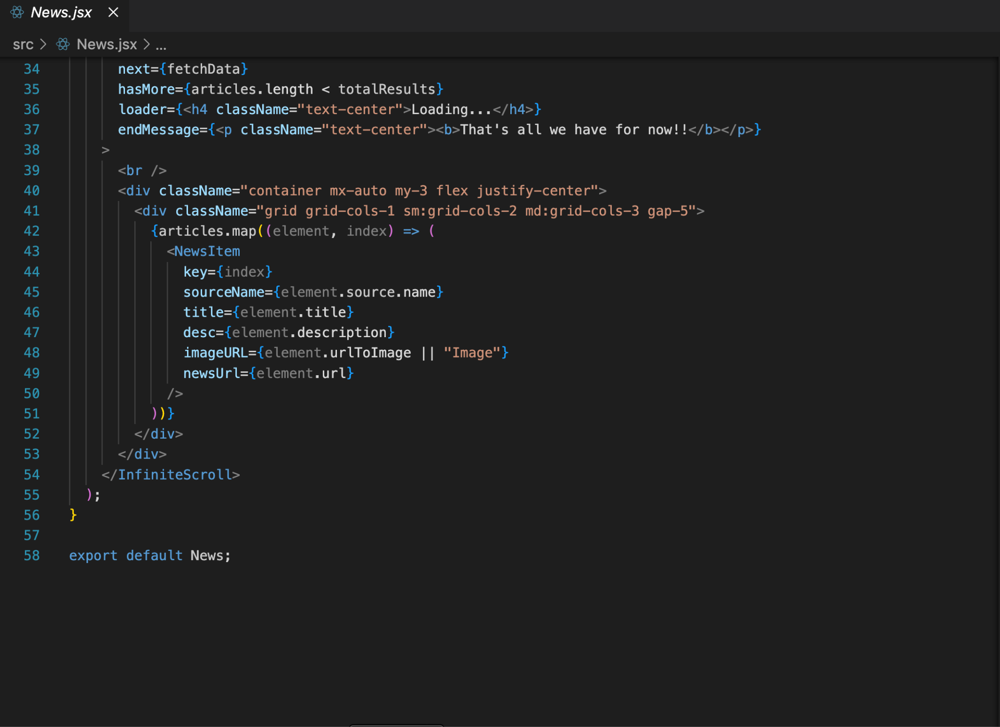 News.jsx
src > News.jsx > ...
34 next={fetchData}
35 hasMore={articles.length < totalResults}
36 loader={<h4 className="text-center">Loading...</h4>}
37 endMessage={<p className="text-center"><b>That's all we have for now!!</b></p>}
38 >
39 <br />
40 <div className="container mx-auto my-3 flex justify-center">
41 <div className="grid grid-cols-1 sm:grid-cols-2 md:grid-cols-3 gap-5">
42 {articles.map((element, index) => (
43 <NewsItem
44 key={index}
45 sourceName={element.source.name}
46 title={element.title}
47 desc={element.description}
48 imageURL={element.urlToImage || "Image"}
49 newsUrl={element.url}
50 />
51 ))}
52 </div>
53 </div>
54 </InfiniteScroll>
55 );
56 }
57
58 export default News;